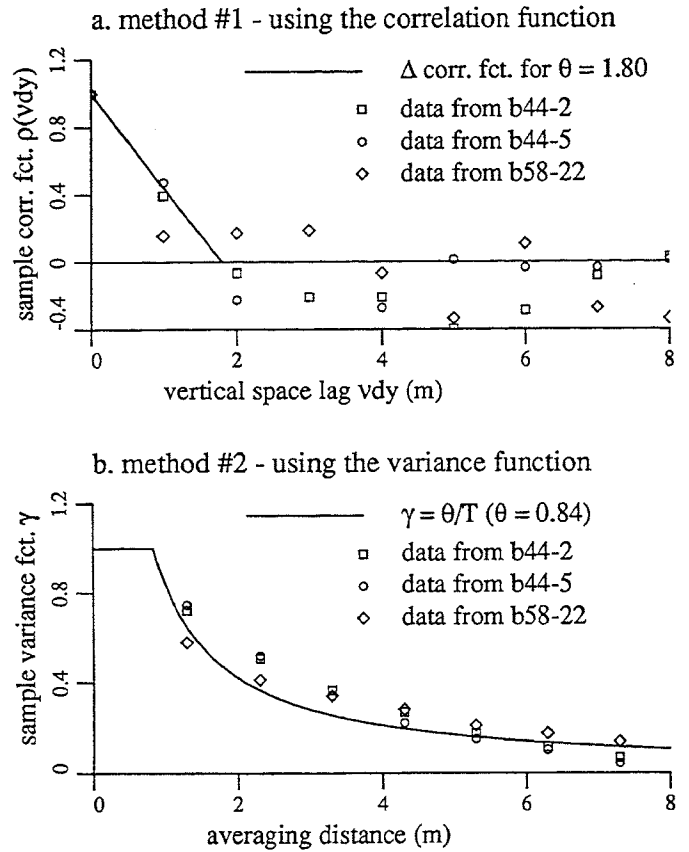 a. method #1 - using the correlation function
Δ corr. fct. for θ = 1.80
data from b44-2
data from b44-5
data from b58-22
sample corr. fct. ρ(vdy)
1.2
0.8
0.4
0
-0.4
0 2 4 6 8
vertical space lag vdy (m)
b. method #2 - using the variance function
γ = θ/T (θ = 0.84)
data from b44-2
data from b44-5
data from b58-22
sample variance fct. γ
1.2
0.8
0.4
0
0 2 4 6 8
averaging distance (m)